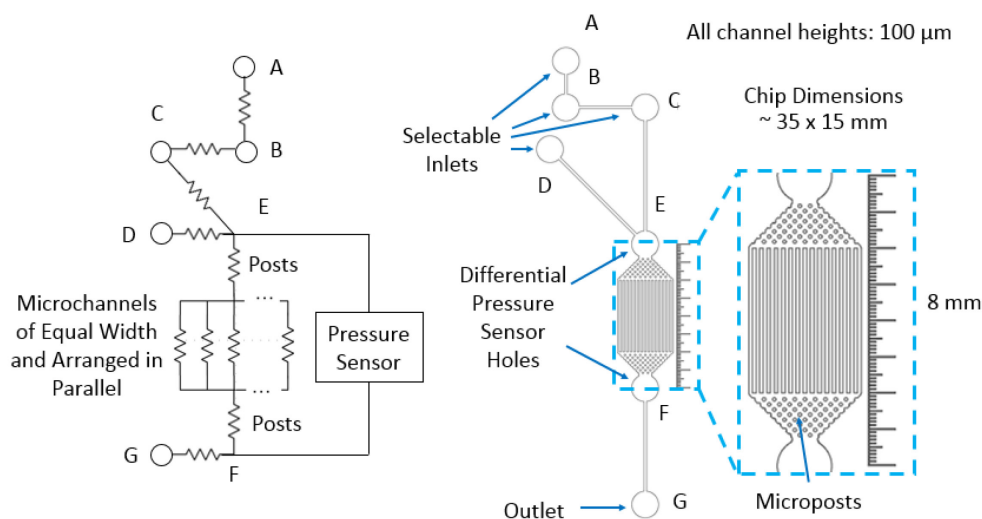 A
C
B
E
D
Posts
Microchannels
of Equal Width
and Arranged in
Parallel
Pressure
Sensor
Posts
G
F
A
All channel heights: 100 µm
B
C
Chip Dimensions
~ 35 x 15 mm
Selectable
Inlets
D
E
Differential
Pressure
Sensor
Holes
8 mm
F
Outlet
G
Microposts